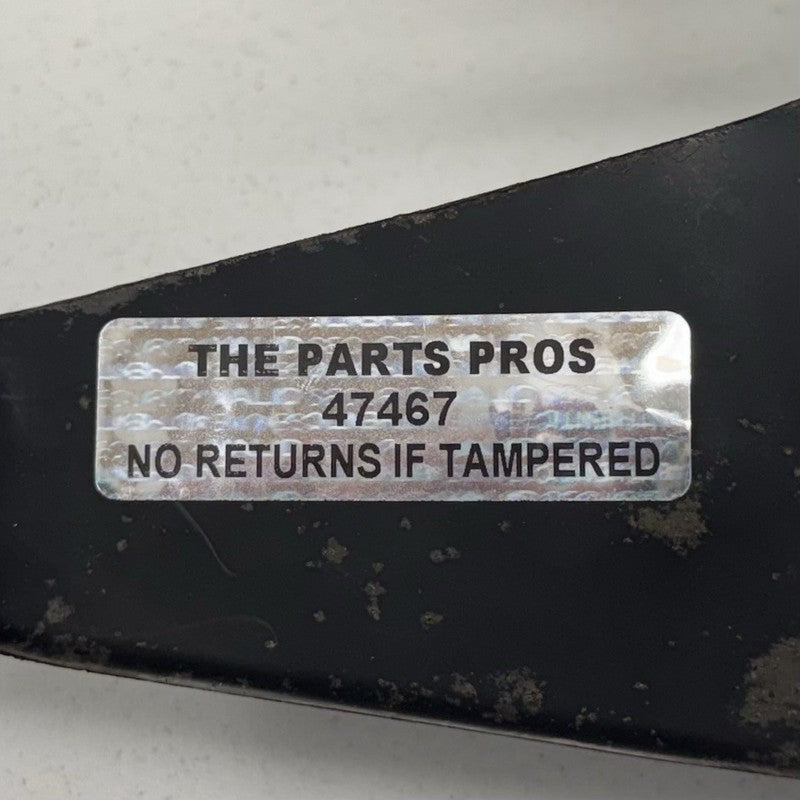 THE PARTS PROS
47467
NO RETURNS IF TAMPERED